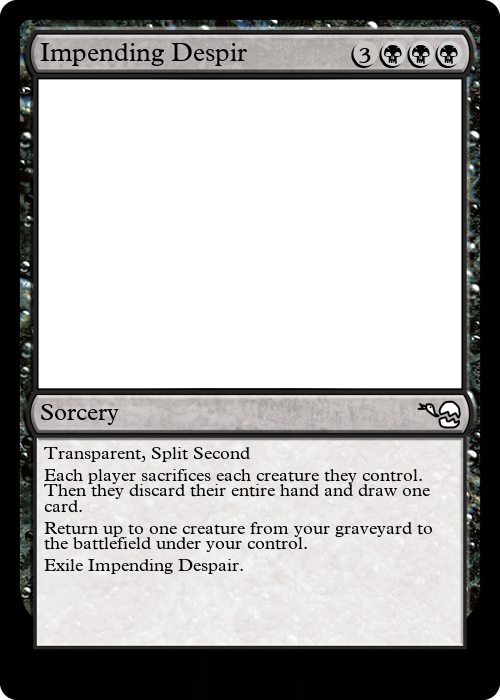 Impending Despir 3
Sorcery
Transparent, Split Second
Each player sacrifices each creature they control.
Then they discard their entire hand and draw one
card.
Return up to one creature from your graveyard to
the battlefield under your control.
Exile Impending Despair.